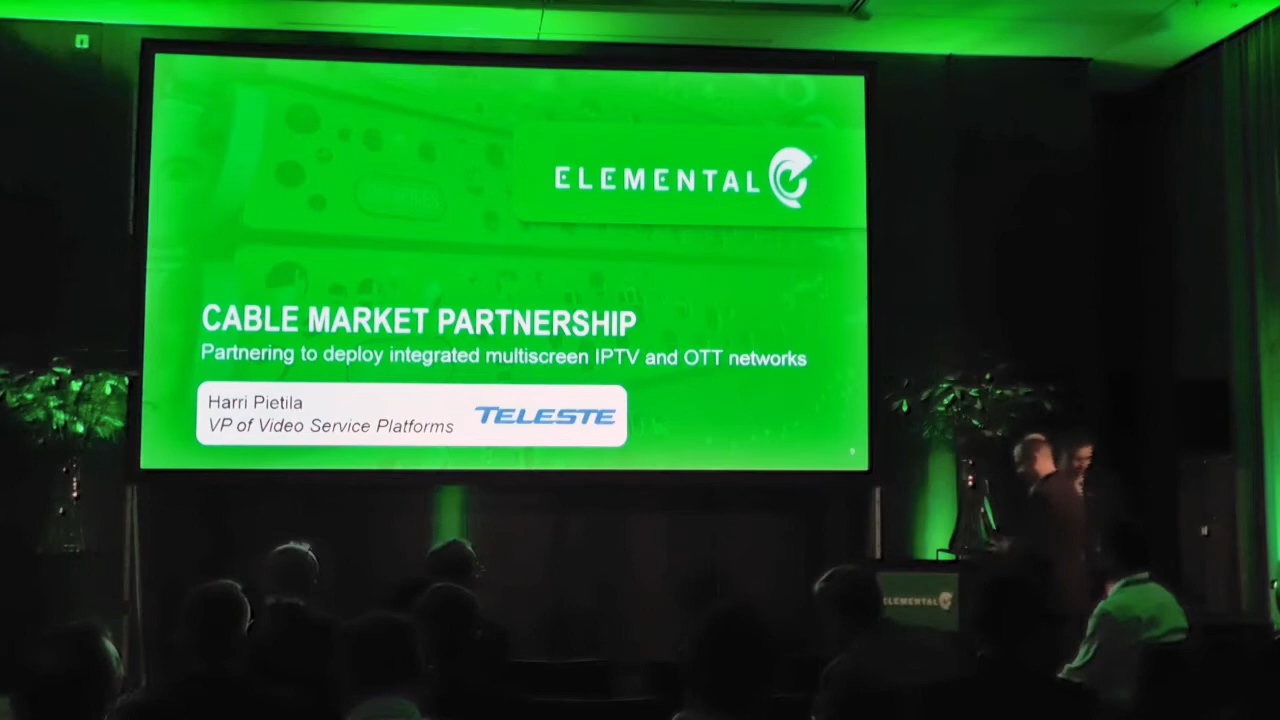 ELEMENTAL
CABLE MARKET PARTNERSHIP
Partnering to deploy integrated multiscreen IPTV and OTT networks
Harri Pietila
VP of Video Service Platforms
TELESTE
9
ELEMENTAL